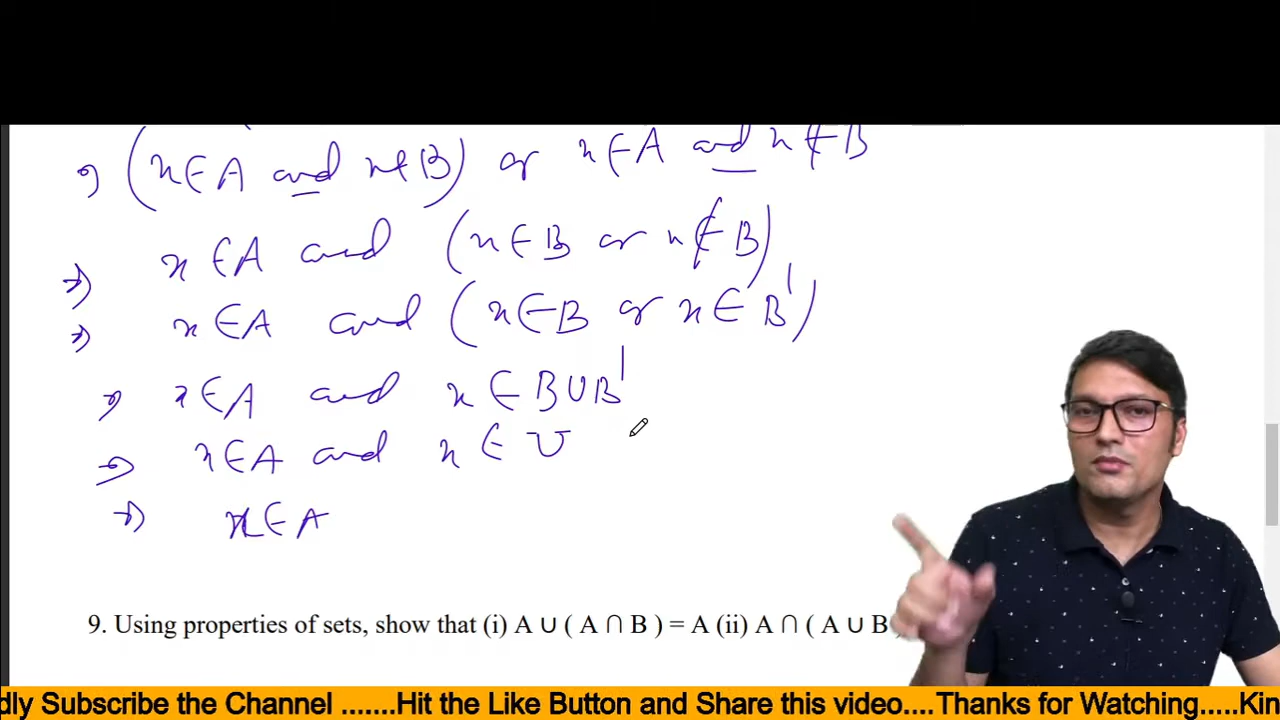 ⇒ (x∈A and x∈B) or x∈A and x∉B
⇒ x∈A and (x∈B or x∉B)
⇒ x∈A and (x∈B or x∈B')
⇒ x∈A and x∈B∪B'
⇒ x∈A and x∈U
⇒ x∈A
9. Using properties of sets, show that (i) A ∪ ( A ∩ B ) = A (ii) A ∩ ( A ∪ B
dly Subscribe the Channel .......Hit the Like Button and Share this video....Thanks for Watching.....Kin